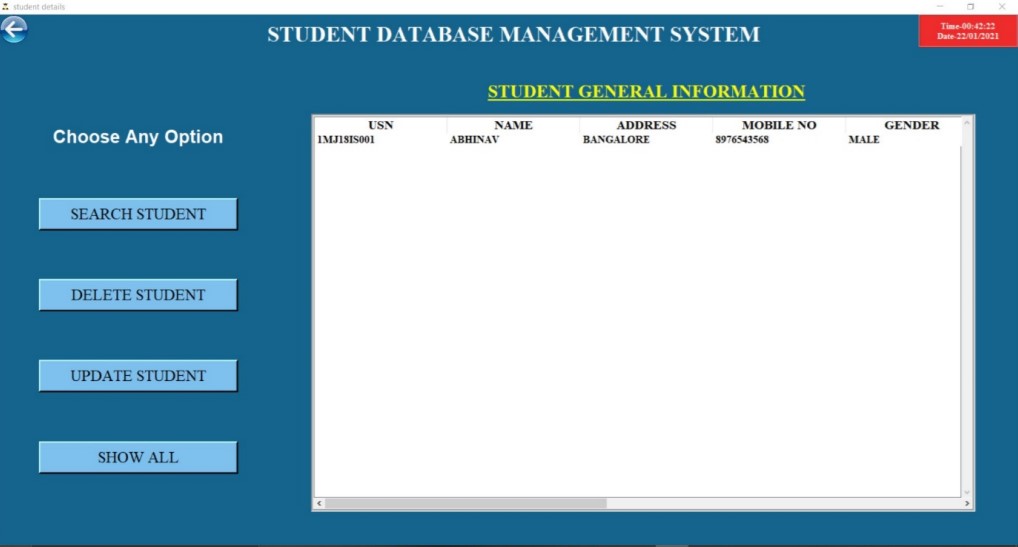 student details
STUDENT DATABASE MANAGEMENT SYSTEM
Time-00:42:22
Date-22/01/2021
STUDENT GENERAL INFORMATION
Choose Any Option
USN NAME ADDRESS MOBILE NO GENDER
1MJ18IS001 ABHINAV BANGALORE 8976543568 MALE
SEARCH STUDENT
DELETE STUDENT
UPDATE STUDENT
SHOW ALL